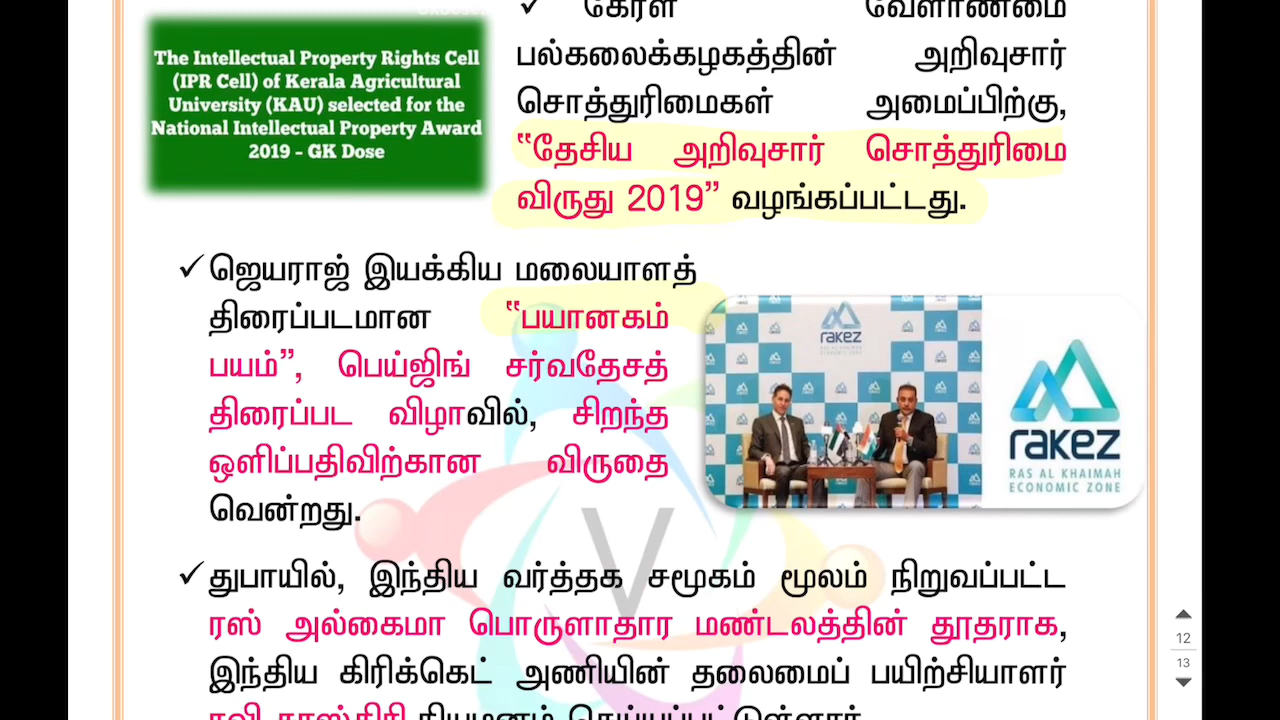 The Intellectual Property Rights Cell
(IPR Cell) of Kerala Agricultural
University (KAU) selected for the
National Intellectual Property Award
2019 - GK Dose
✓ கேரள வேளாண்மை
பல்கலைக்கழகத்தின் அறிவுசார்
சொத்துரிமைகள் அமைப்பிற்கு,
“தேசிய அறிவுசார் சொத்துரிமை
விருது 2019” வழங்கப்பட்டது.
✓ ஜெயராஜ் இயக்கிய மலையாளத்
திரைப்படமான “பயானகம்
பயம்”, பெய்ஜிங் சர்வதேசத்
திரைப்பட விழாவில், சிறந்த
ஒளிப்பதிவிற்கான விருதை
வென்றது.
rakez
rakez
RAS AL KHAIMAH
ECONOMIC ZONE
V
✓ துபாயில், இந்திய வர்த்தக சமூகம் மூலம் நிறுவப்பட்ட
ரஸ் அல்கைமா பொருளாதார மண்டலத்தின் தூதராக,
இந்திய கிரிக்கெட் அணியின் தலைமைப் பயிற்சியாளர்
ரவி சாஸ்திரி நியமனம் செய்யப்பட்டுள்ளார்
12
13